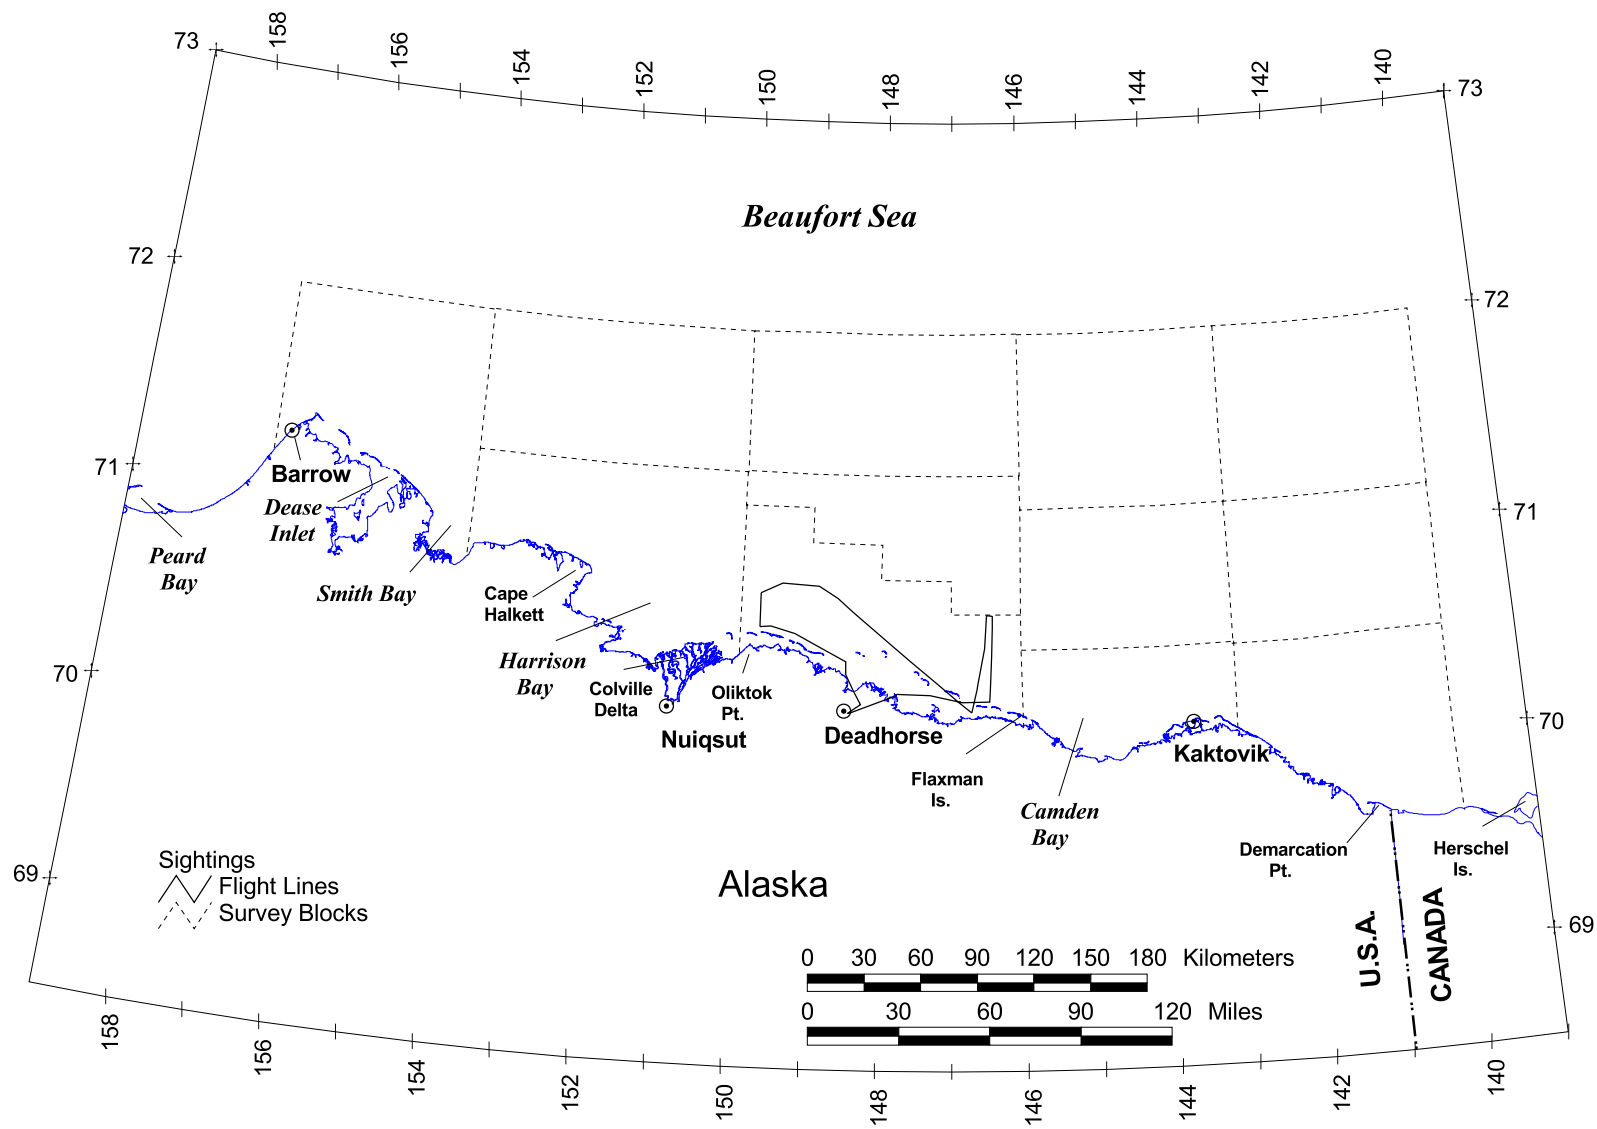 158
156
154
152
150
148
146
144
142
140
73
73
Beaufort Sea
72
72
71
71
Barrow
Dease
Inlet
Peard
Bay
Smith Bay
Cape
Halkett
Harrison
Bay
Colville
Delta
Oliktok
Pt.
70
70
Nuiqsut
Deadhorse
Kaktovik
Flaxman
Is.
Camden
Bay
Demarcation
Pt.
Herschel
Is.
Sightings
Flight Lines
Survey Blocks
69
69
Alaska
U.S.A.
CANADA
0 30 60 90 120 150 180 Kilometers
0 30 60 90 120 Miles
158
156
154
152
150
148
146
144
142
140